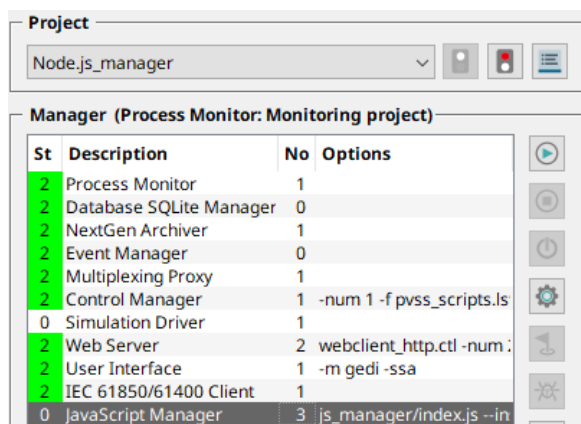 Project
Node.js_manager
Manager (Process Monitor: Monitoring project)
St Description No Options
2 Process Monitor 1
2 Database SQLite Manager 0
2 NextGen Archiver 1
2 Event Manager 0
2 Multiplexing Proxy 1
2 Control Manager 1 -num 1 -f pvss_scripts.ls
0 Simulation Driver 1
2 Web Server 2 webclient_http.ctl -num
2 User Interface 1 -m gedi -ssa
2 IEC 61850/61400 Client 1
0 JavaScript Manager 3 js_manager/index.js --in